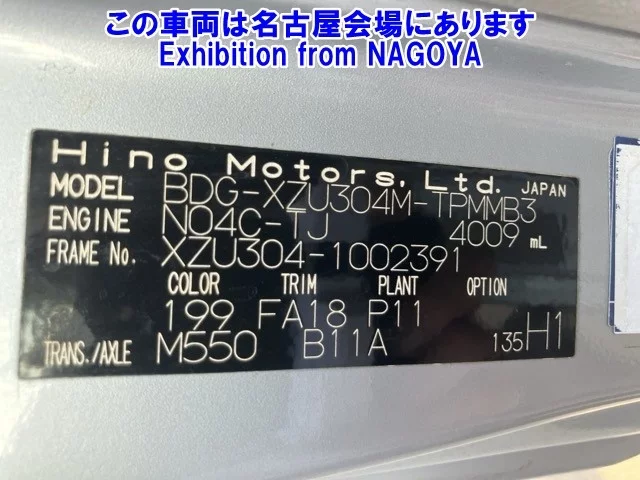 この車両は名古屋会場にあります
Exhibition from NAGOYA
Hino Motors, Ltd. JAPAN
MODEL BDG-XZU304M-TPMMB3
ENGINE N04C-TJ 4009 mL
FRAME No. XZU304-1002391
COLOR TRIM PLANT OPTION
199 FA18 P11
TRANS./AXLE M550 B11A 135H1